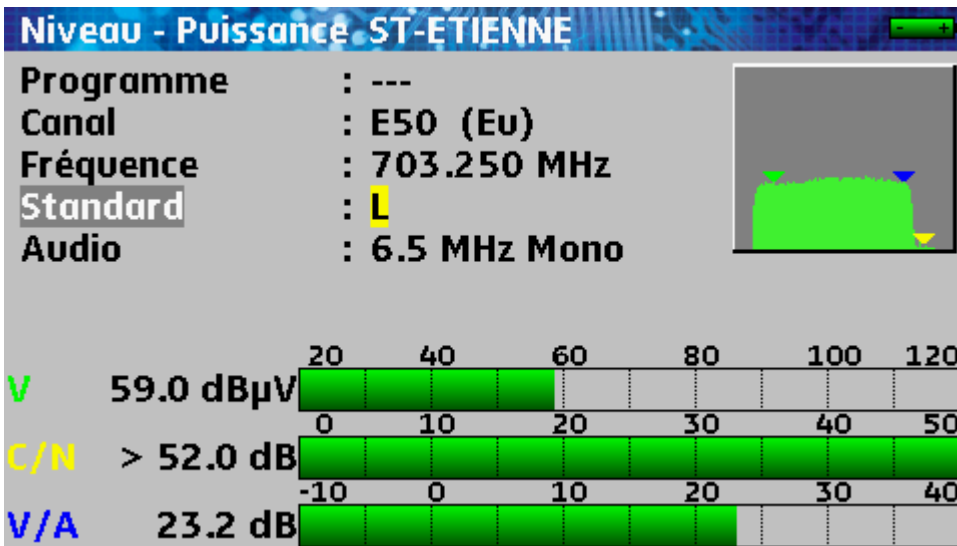 Niveau - Puissance ST-ETIENNE
- +
Programme : ---
Canal : E50 (Eu)
Fréquence : 703.250 MHz
Standard : L
Audio : 6.5 MHz Mono
20 40 60 80 100 120
V 59.0 dBµV
0 10 20 30 40 50
C/N > 52.0 dB
-10 0 10 20 30 40
V/A 23.2 dB